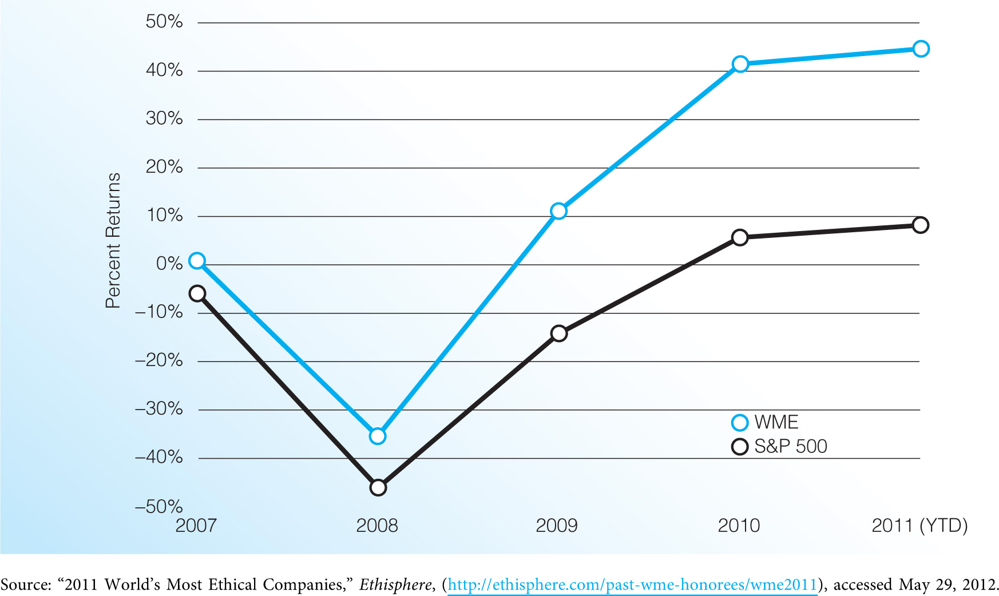 50%
40%
30%
20%
10%
0%
–10%
–20%
–30%
–40%
–50%
Percent Returns
WME
S&P 500
2007 2008 2009 2010 2011 (YTD)
Source: “2011 World’s Most Ethical Companies,” Ethisphere, (http://ethisphere.com/past-wme-honorees/wme2011), accessed May 29, 2012.